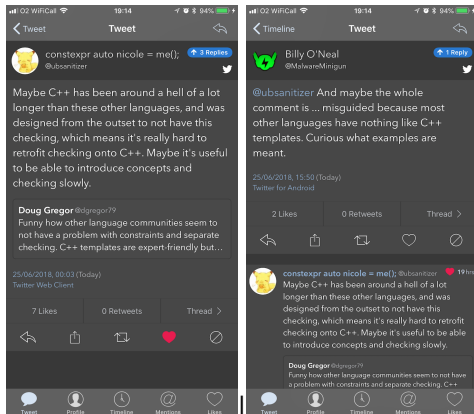 02 WiFiCall
19:14
94%
Tweet
Tweet
constexpr auto nicole = me();
@ubsanitizer
3 Replies
Maybe C++ has been around a hell of a lot
longer than these other languages, and was
designed from the outset to not have this
checking, which means it's really hard to
retrofit checking onto C++. Maybe it's useful
to be able to introduce concepts and
checking slowly.
Doug Gregor @dgregor79
Funny how other language communities seem to
not have a problem with constraints and separate
checking. C++ templates are expert-friendly but...
25/06/2018, 00:03 (Today)
Twitter Web Client
7 Likes
0 Retweets
Thread >
Tweet
Profile
Timeline
Mentions
Likes
02 WiFiCall
19:14
94%
Timeline
Tweet
Billy O'Neal
@MalwareMinigun
1 Reply
@ubsanitizer And maybe the whole
comment is ... misguided because most
other languages have nothing like C++
templates. Curious what examples are
meant.
25/06/2018, 15:50 (Today)
Twitter for Android
2 Likes
0 Retweets
Thread >
constexpr auto nicole = me(); @ubsanitizer
19hrs
Maybe C++ has been around a hell of a lot
longer than these other languages, and was
designed from the outset to not have this
checking, which means it's really hard to
retrofit checking onto C++. Maybe it's useful
to be able to introduce concepts and
checking slowly.
Doug Gregor @dgregor79
Funny how other language communities seem to not have
a problem with constraints and separate checking. C++
Tweet
Profile
Timeline
Mentions
Likes